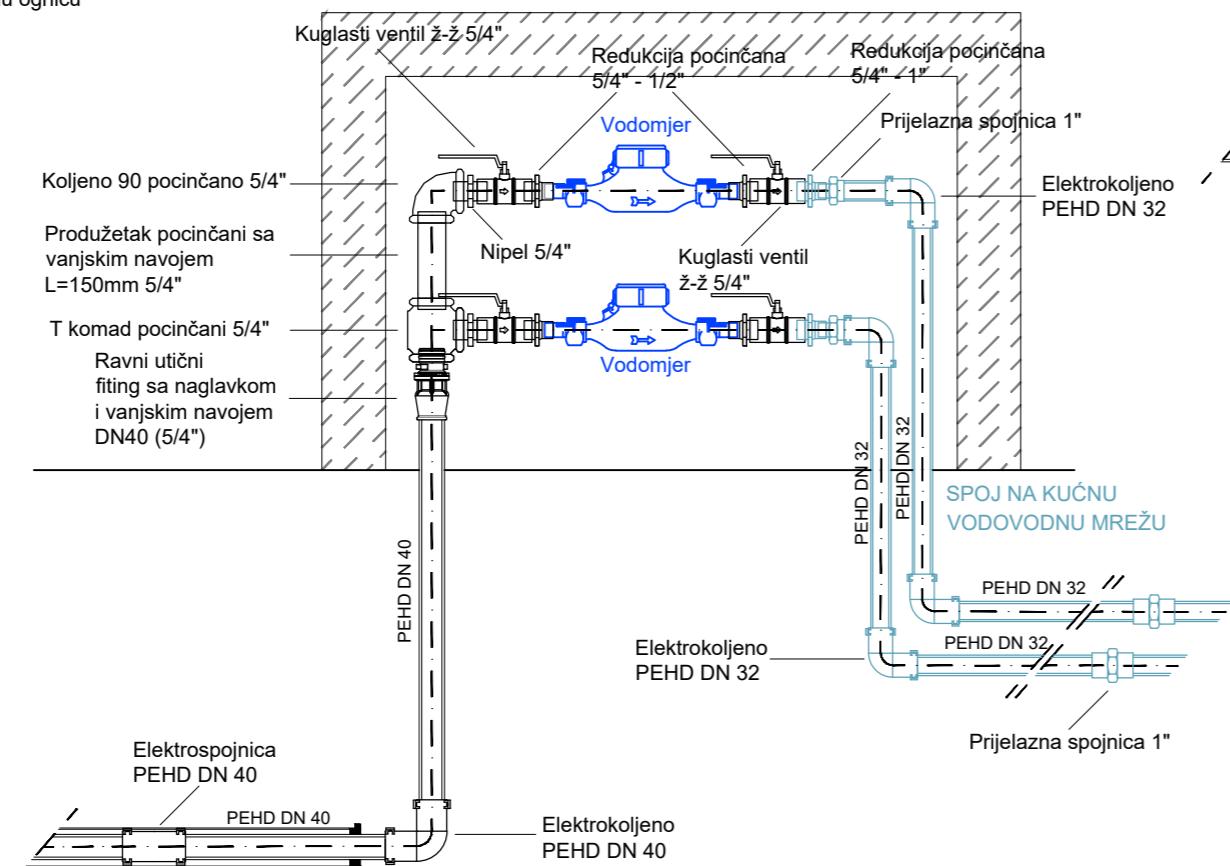 Kuglasti ventil ž-ž 5/4"
Redukcija pocinčana
5/4" - 1/2"
Redukcija pocinčana
5/4" - 1"
Vodomjer
Prijelazna spojnica 1"
Koljeno 90 pocinčano 5/4"
Elektrokoljeno
PEHD DN 32
Produžetak pocinčani sa
vanjskim navojem
L=150mm 5/4"
Nipel 5/4"
Kuglasti ventil
ž-ž 5/4"
T komad pocinčani 5/4"
Vodomjer
Ravni utični
fiting sa naglavkom
i vanjskim navojem
DN40 (5/4")
PEHD DN 32
PEHD DN 32
SPOJ NA KUĆNU
VODOVODNU MREŽU
PEHD DN 40
PEHD DN 32
PEHD DN 32
Elektrokoljeno
PEHD DN 32
Prijelazna spojnica 1"
Elektrospojnica
PEHD DN 40
PEHD DN 40
Elektrokoljeno
PEHD DN 40